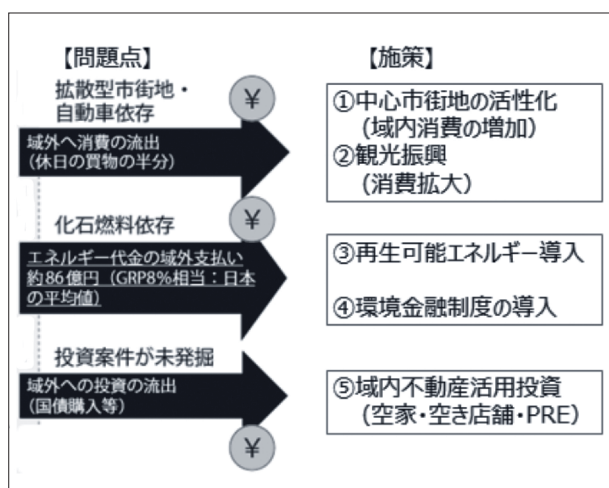 【問題点】
拡散型市街地・
自動車依存
¥
域外へ消費の流出
(休日の買物の半分)
化石燃料依存
¥
エネルギー代金の域外支払い
約86億円(GRP8%相当:日本
の平均値)
投資案件が未発掘
域外への投資の流出
(国債購入等)
¥
【施策】
①中心市街地の活性化
(域内消費の増加)
②観光振興
(消費拡大)
③再生可能エネルギー導入
④環境金融制度の導入
⑤域内不動産活用投資
(空家・空き店舗・PRE)